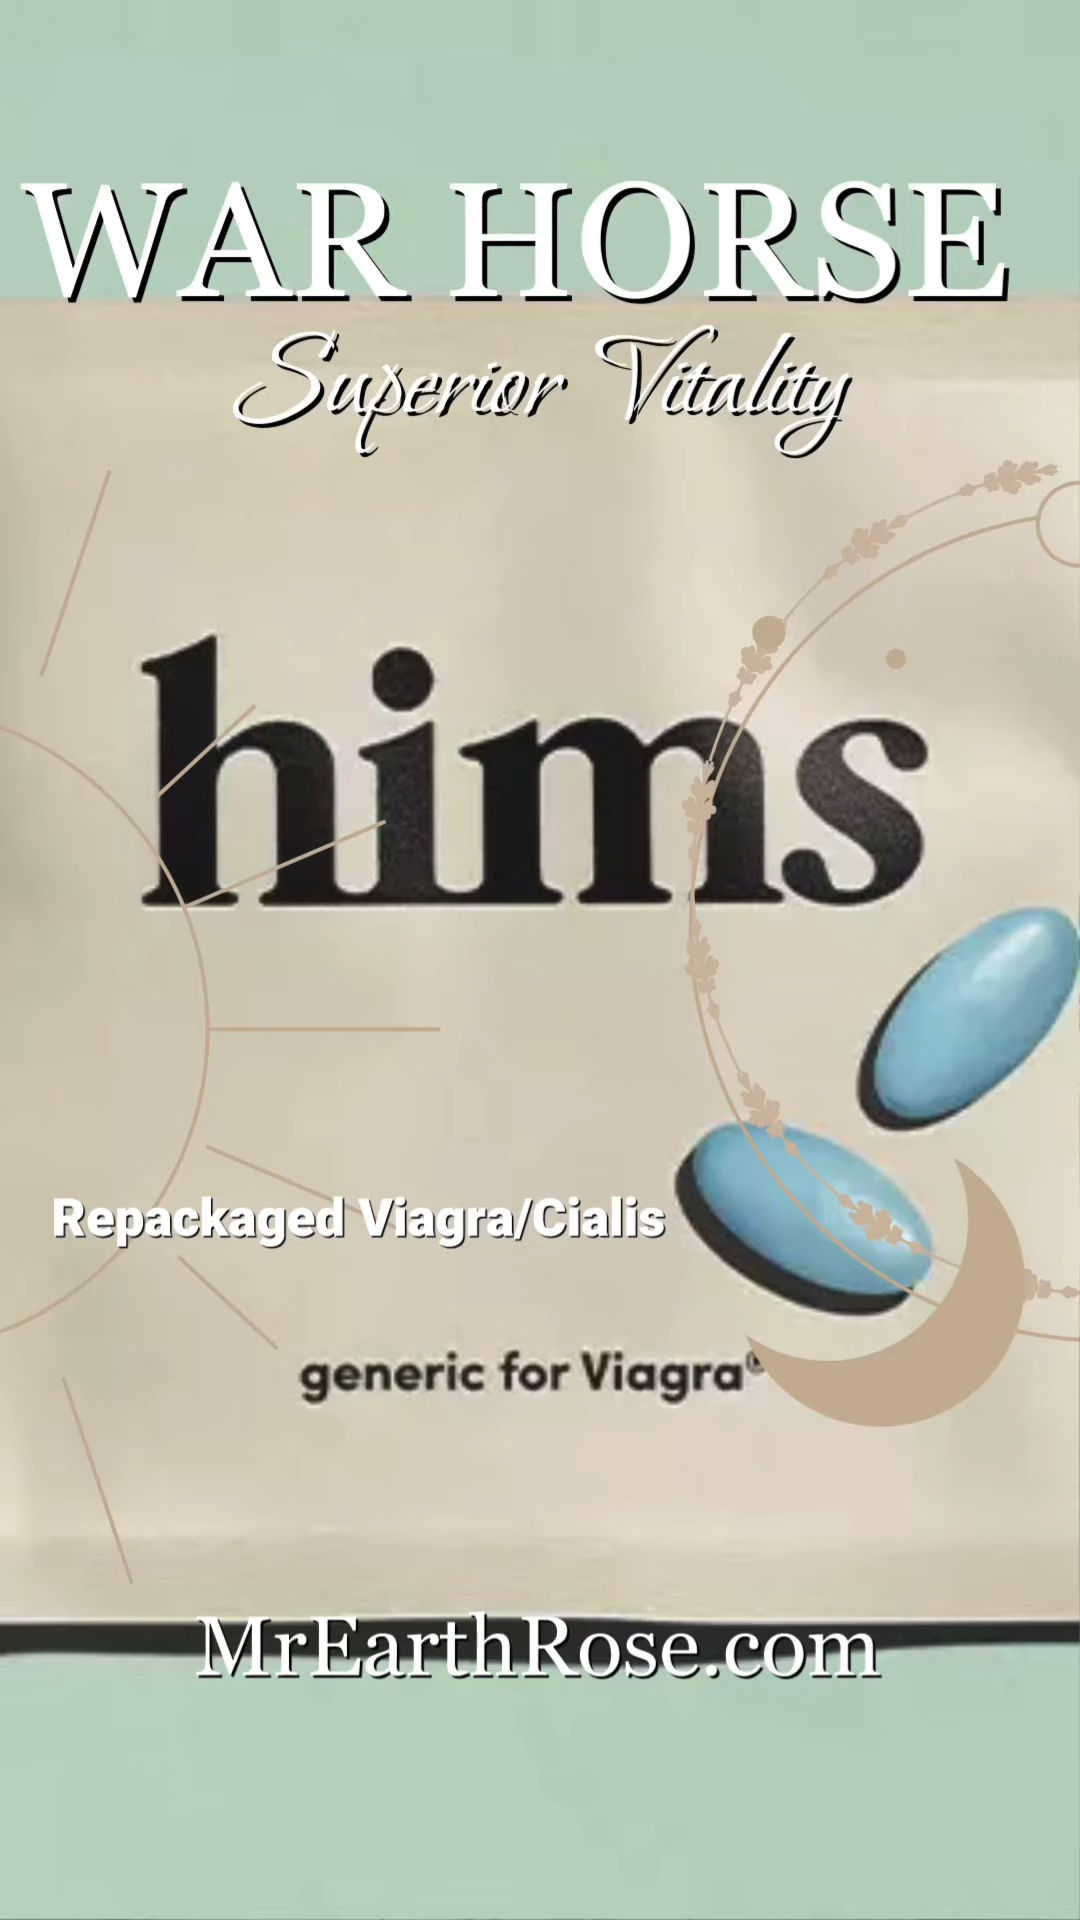 WAR HORSE
Superior Vitality
hims
Repackaged Viagra/Cialis
generic for Viagra®
MrEarthRose.com